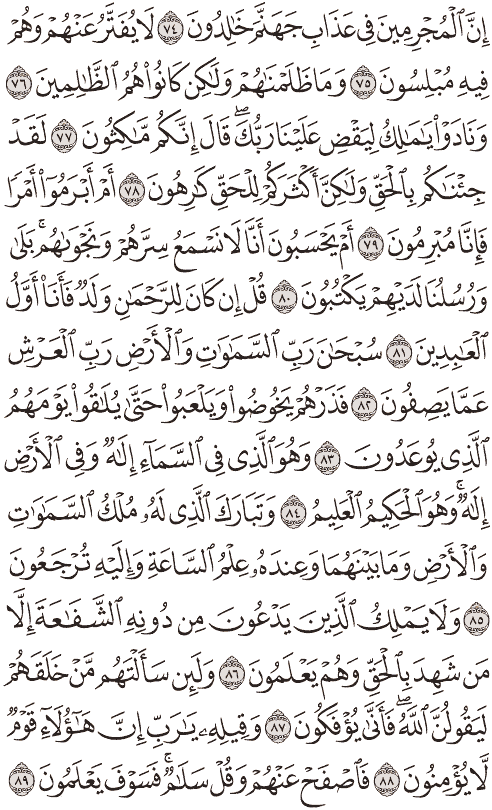 إِنَّ ٱلْمُجْرِمِينَ فِي عَذَابِ جَهَنَّمَ خَٰلِدُونَ ٧٤ لَا يُفَتَّرُ عَنْهُمْ وَهُمْ
فِيهِ مُبْلِسُونَ ٧٥ وَمَا ظَلَمْنَٰهُمْ وَلَٰكِن كَانُوا۟ هُمُ ٱلظَّٰلِمِينَ ٧٦
وَنَادَوْا۟ يَٰمَٰلِكُ لِيَقْضِ عَلَيْنَا رَبُّكَۖ قَالَ إِنَّكُم مَّٰكِثُونَ ٧٧ لَقَدْ
جِئْنَٰكُم بِٱلْحَقِّ وَلَٰكِنَّ أَكْثَرَكُمْ لِلْحَقِّ كَٰرِهُونَ ٧٨ أَمْ أَبْرَمُوٓا۟ أَمْرًا
فَإِنَّا مُبْرِمُونَ ٧٩ أَمْ يَحْسَبُونَ أَنَّا لَا نَسْمَعُ سِرَّهُمْ وَنَجْوَىٰهُمۚ بَلَىٰ
وَرُسُلُنَا لَدَيْهِمْ يَكْتُبُونَ ٨٠ قُلْ إِن كَانَ لِلرَّحْمَٰنِ وَلَدٌ فَأَنَا۠ أَوَّلُ
ٱلْعَٰبِدِينَ ٨١ سُبْحَٰنَ رَبِّ ٱلسَّمَٰوَٰتِ وَٱلْأَرْضِ رَبِّ ٱلْعَرْشِ
عَمَّا يَصِفُونَ ٨٢ فَذَرْهُمْ يَخُوضُوا۟ وَيَلْعَبُوا۟ حَتَّىٰ يُلَٰقُوا۟ يَوْمَهُمُ
ٱلَّذِي يُوعَدُونَ ٨٣ وَهُوَ ٱلَّذِي فِي ٱلسَّمَآءِ إِلَٰهٌ وَفِي ٱلْأَرْضِ
إِلَٰهٌۚ وَهُوَ ٱلْحَكِيمُ ٱلْعَلِيمُ ٨٤ وَتَبَارَكَ ٱلَّذِي لَهُۥ مُلْكُ ٱلسَّمَٰوَٰتِ
وَٱلْأَرْضِ وَمَا بَيْنَهُمَا وَعِندَهُۥ عِلْمُ ٱلسَّاعَةِ وَإِلَيْهِ تُرْجَعُونَ
٨٥ وَلَا يَمْلِكُ ٱلَّذِينَ يَدْعُونَ مِن دُونِهِ ٱلشَّفَٰعَةَ إِلَّا
مَن شَهِدَ بِٱلْحَقِّ وَهُمْ يَعْلَمُونَ ٨٦ وَلَئِن سَأَلْتَهُم مَّنْ خَلَقَهُمْ
لَيَقُولُنَّ ٱللَّهُۖ فَأَنَّىٰ يُؤْفَكُونَ ٨٧ وَقِيلِهِۦ يَٰرَبِّ إِنَّ هَٰٓؤُلَآءِ قَوْمٌ
لَّا يُؤْمِنُونَ ٨٨ فَٱصْفَحْ عَنْهُمْ وَقُلْ سَلَٰمٌۚ فَسَوْفَ يَعْلَمُونَ ٨٩